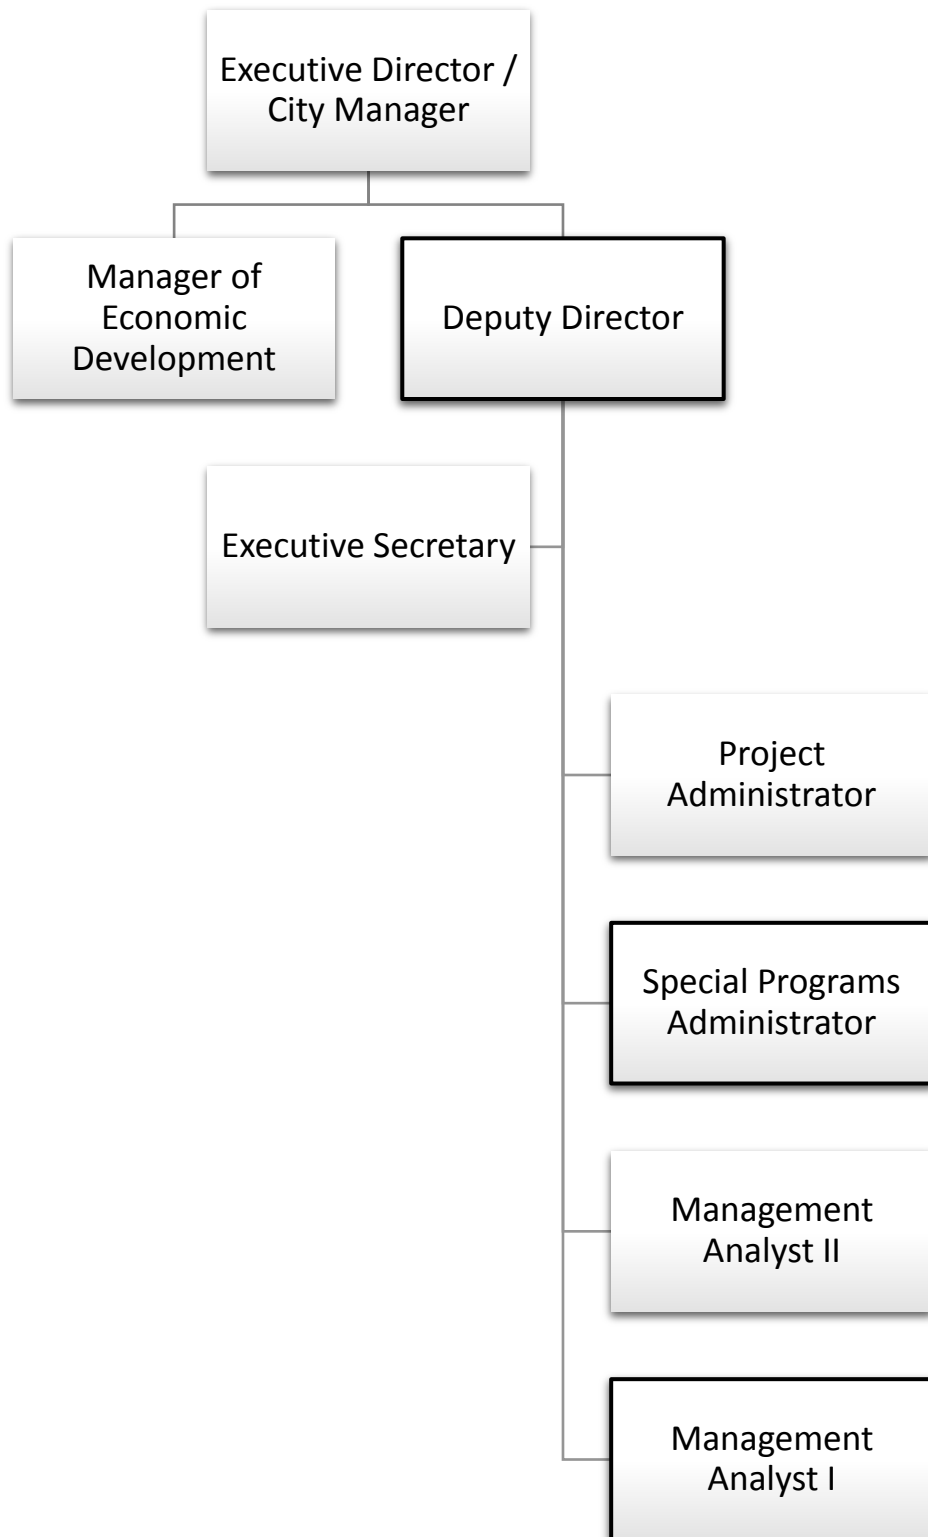 Executive Director /
City Manager
Manager of
Economic
Development
Deputy Director
Executive Secretary
Project
Administrator
Special Programs
Administrator
Management
Analyst II
Management
Analyst I